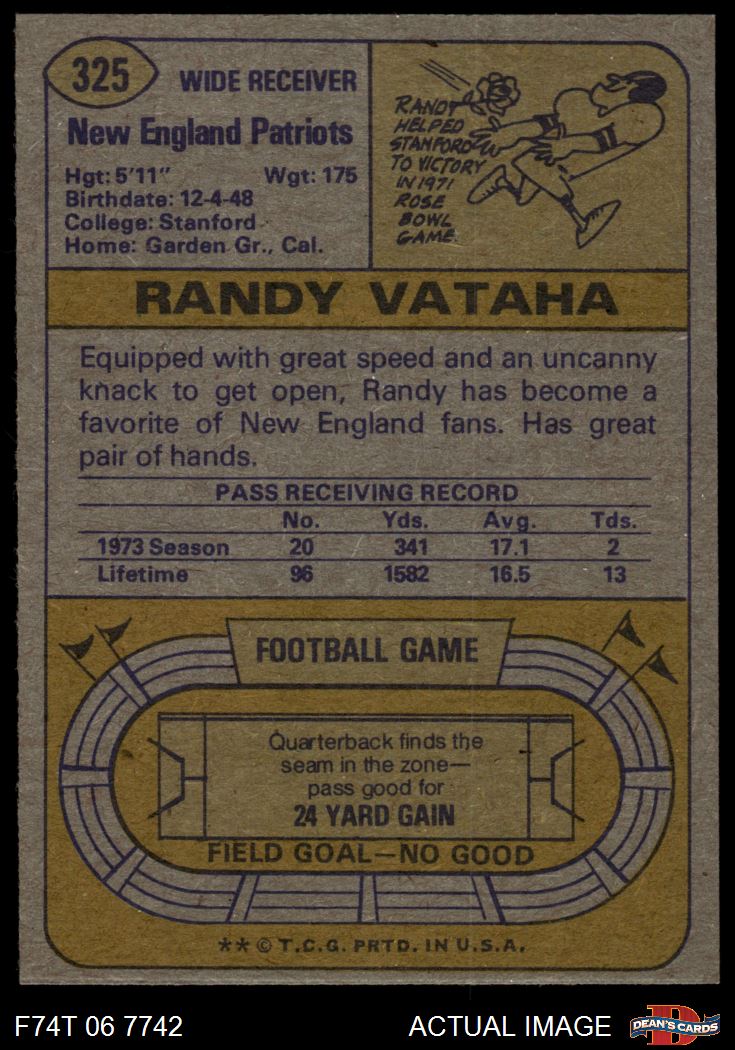 325
WIDE RECEIVER
New England Patriots
Hgt: 5'11" Wgt: 175
Birthdate: 12-4-48
College: Stanford
Home: Garden Gr., Cal.
RANDY
HELPED
STANFORD
TO VICTORY
IN 1971
ROSE
BOWL
GAME.
RANDY VATAHA
Equipped with great speed and an uncanny
knack to get open, Randy has become a
favorite of New England fans. Has great
pair of hands.
PASS RECEIVING RECORD
No. Yds. Avg. Tds.
1973 Season 20 341 17.1 2
Lifetime 96 1582 16.5 13
FOOTBALL GAME
Quarterback finds the
seam in the zone—
pass good for
24 YARD GAIN
FIELD GOAL—NO GOOD
** © T.C.G. PRTD. IN U.S.A.
F74T 06 7742
ACTUAL IMAGE
D
DEAN'S CARDS